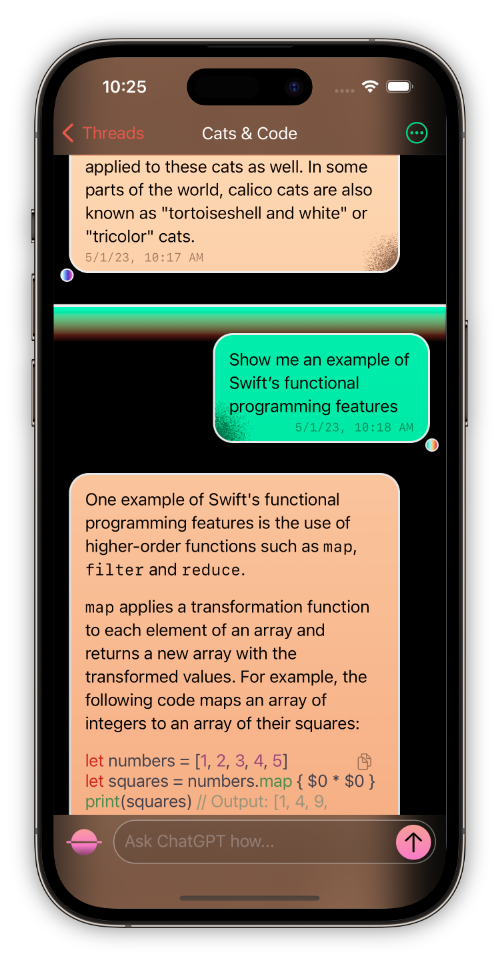 10:25
Threads
Cats & Code
applied to these cats as well. In some
parts of the world, calico cats are also
known as "tortoiseshell and white" or
"tricolor" cats.
5/1/23, 10:17 AM
Show me an example of
Swift’s functional
programming features
5/1/23, 10:18 AM
One example of Swift's functional
programming features is the use of
higher-order functions such as map,
filter and reduce.
map applies a transformation function
to each element of an array and
returns a new array with the
transformed values. For example, the
following code maps an array of
integers to an array of their squares:
let numbers = [1, 2, 3, 4, 5]
let squares = numbers.map { $0 * $0 }
print(squares) // Output: [1, 4, 9,
Ask ChatGPT how...